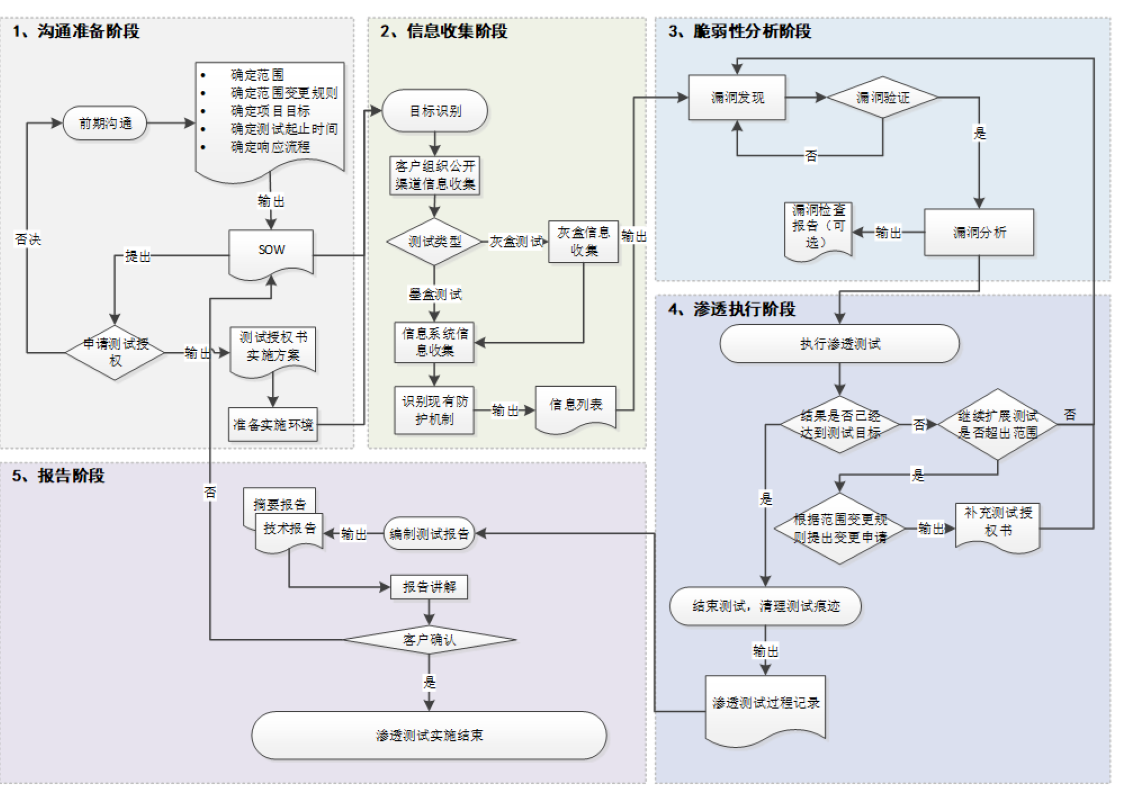 1、沟通准备阶段
前期沟通
• 确定范围
• 确定范围变更规则
• 确定项目目标
• 确定测试起止时间
• 确定响应流程
输出
SOW
提出
否决
申请测试授
权
输出
测试授权书
实施方案
准备实施环境
2、信息收集阶段
目标识别
客户组织公开
渠道信息收集
测试类型
灰盒测试
灰盒信息
收集
黑盒测试
信息系统信
息收集
识别现有防
护机制
输出
信息列表
输出
3、脆弱性分析阶段
漏洞发现
漏洞验证
否
是
漏洞分析
输出
漏洞检查
报告（可
选）
4、渗透执行阶段
执行渗透测试
结果是否已经
达到测试目标
否
继续扩展测试
是否超出范围
否
是
是
根据范围变更规
则提出变更申请
输出
补充测试授
权书
结束测试，清理测试痕迹
输出
渗透测试过程记录
5、报告阶段
否
摘要报告
技术报告
输出
编制测试报告
报告讲解
客户确认
是
渗透测试实施结束